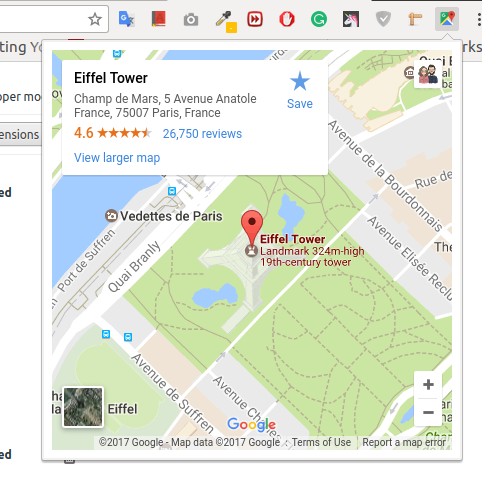 ting Yo
rks
pper mo
ensions
ed
ed
Eiffel Tower
Champ de Mars, 5 Avenue Anatole
France, 75007 Paris, France
4.6
26,750 reviews
View larger map
Save
Quai B
Avenue de la Bourdonnais
Rue de
Vedettes de Paris
Port de Suffren
Quai Branly
Eiffel Tower
Landmark 324m-high
19th-century tower
Avenue Elisée Reclu
The
Avenue de Suffren
Avenue Charles
Eiffel
Google
+
−
©2017 Google - Map data ©2017 Google
Terms of Use
Report a map error